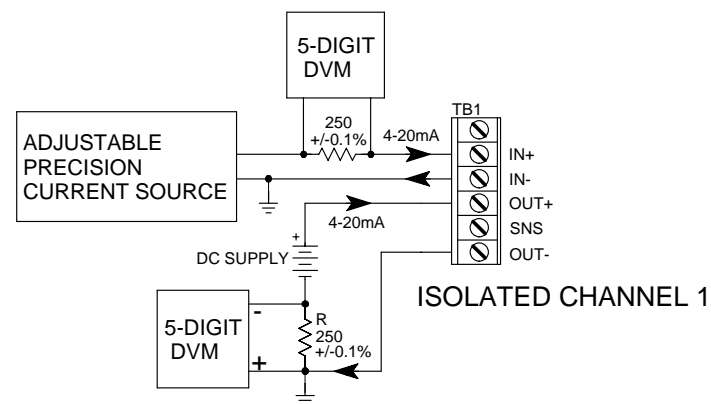 5-DIGIT
DVM
TB1
250
+/-0.1%
4-20mA
ADJUSTABLE
PRECISION
CURRENT SOURCE
IN+
IN-
OUT+
SNS
OUT-
4-20mA
+
DC SUPPLY
ISOLATED CHANNEL 1
5-DIGIT
DVM
-
+
R
250
+/-0.1%